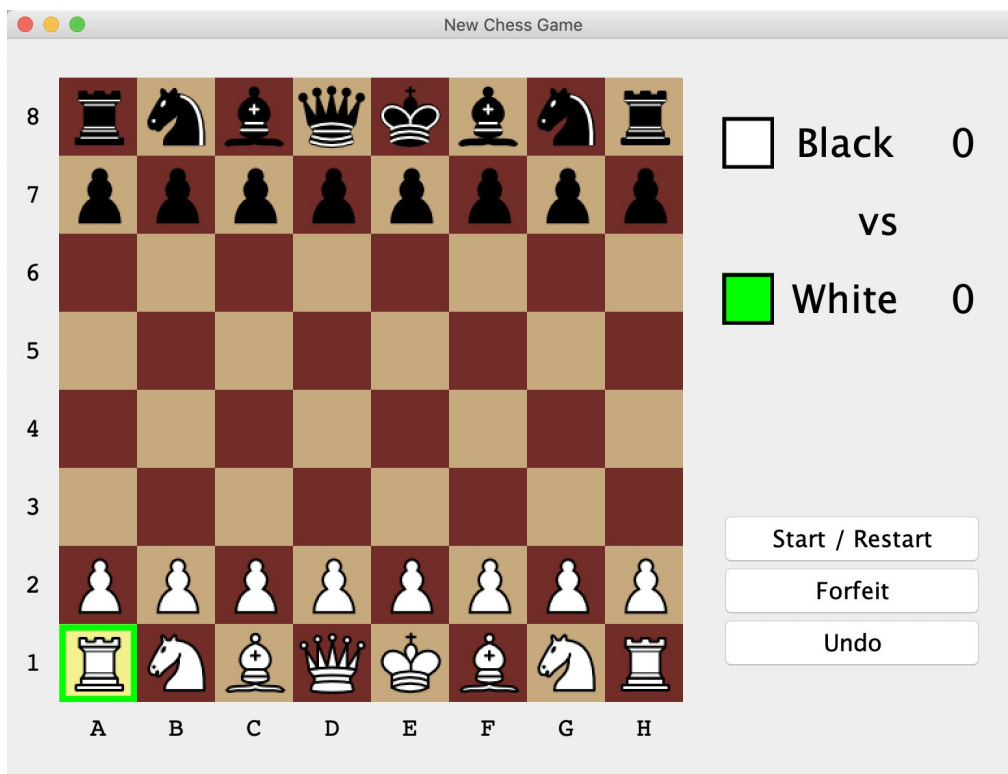 New Chess Game
8
7
6
5
4
3
2
1
A B C D E F G H
Black 0
vs
White 0
Start / Restart
Forfeit
Undo